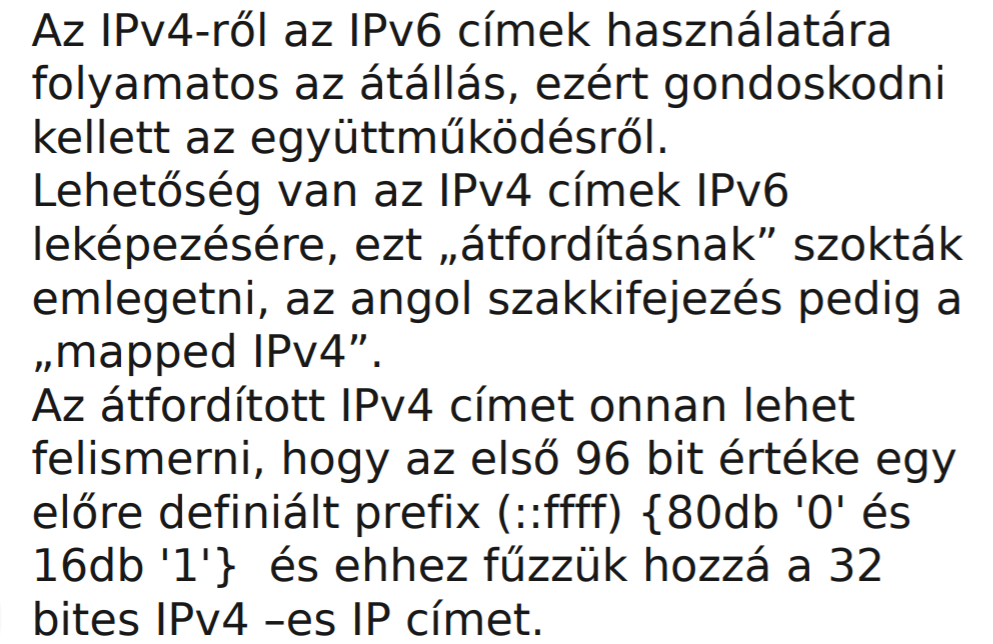 Az IPv4-ről az IPv6 címek használatára
folyamatos az átállás, ezért gondoskodni
kellett az együttműködésről.
Lehetőség van az IPv4 címek IPv6
leképezésére, ezt „átfordításnak” szokták
emlegetni, az angol szakkifejezés pedig a
„mapped IPv4”.
Az átfordított IPv4 címet onnan lehet
felismerni, hogy az első 96 bit értéke egy
előre definiált prefix (::ffff) {80db '0' és
16db '1'}  és ehhez fűzzük hozzá a 32
bites IPv4 –es IP címet.